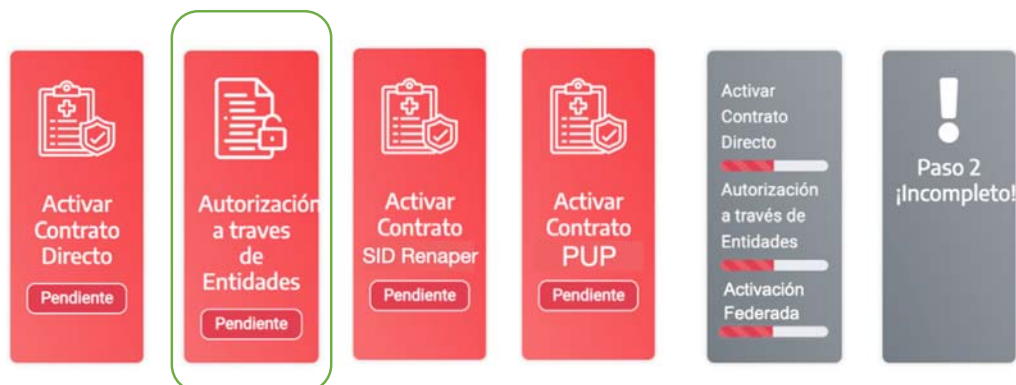 Activar
Contrato
Directo
Pendiente
Autorización
a traves
de
Entidades
Pendiente
Activar
Contrato
SID Renaper
Pendiente
Activar
Contrato
PUP
Pendiente
Activar
Contrato
Directo
Autorización
a través de
Entidades
Activación
Federada
Paso 2
¡Incompleto!